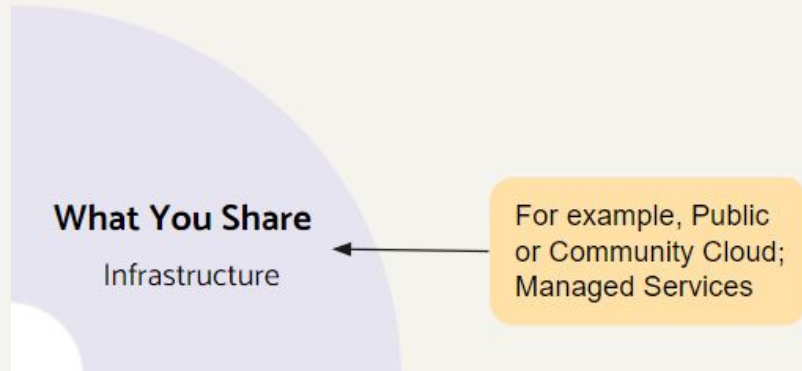 What You Share
Infrastructure
For example, Public
or Community Cloud;
Managed Services